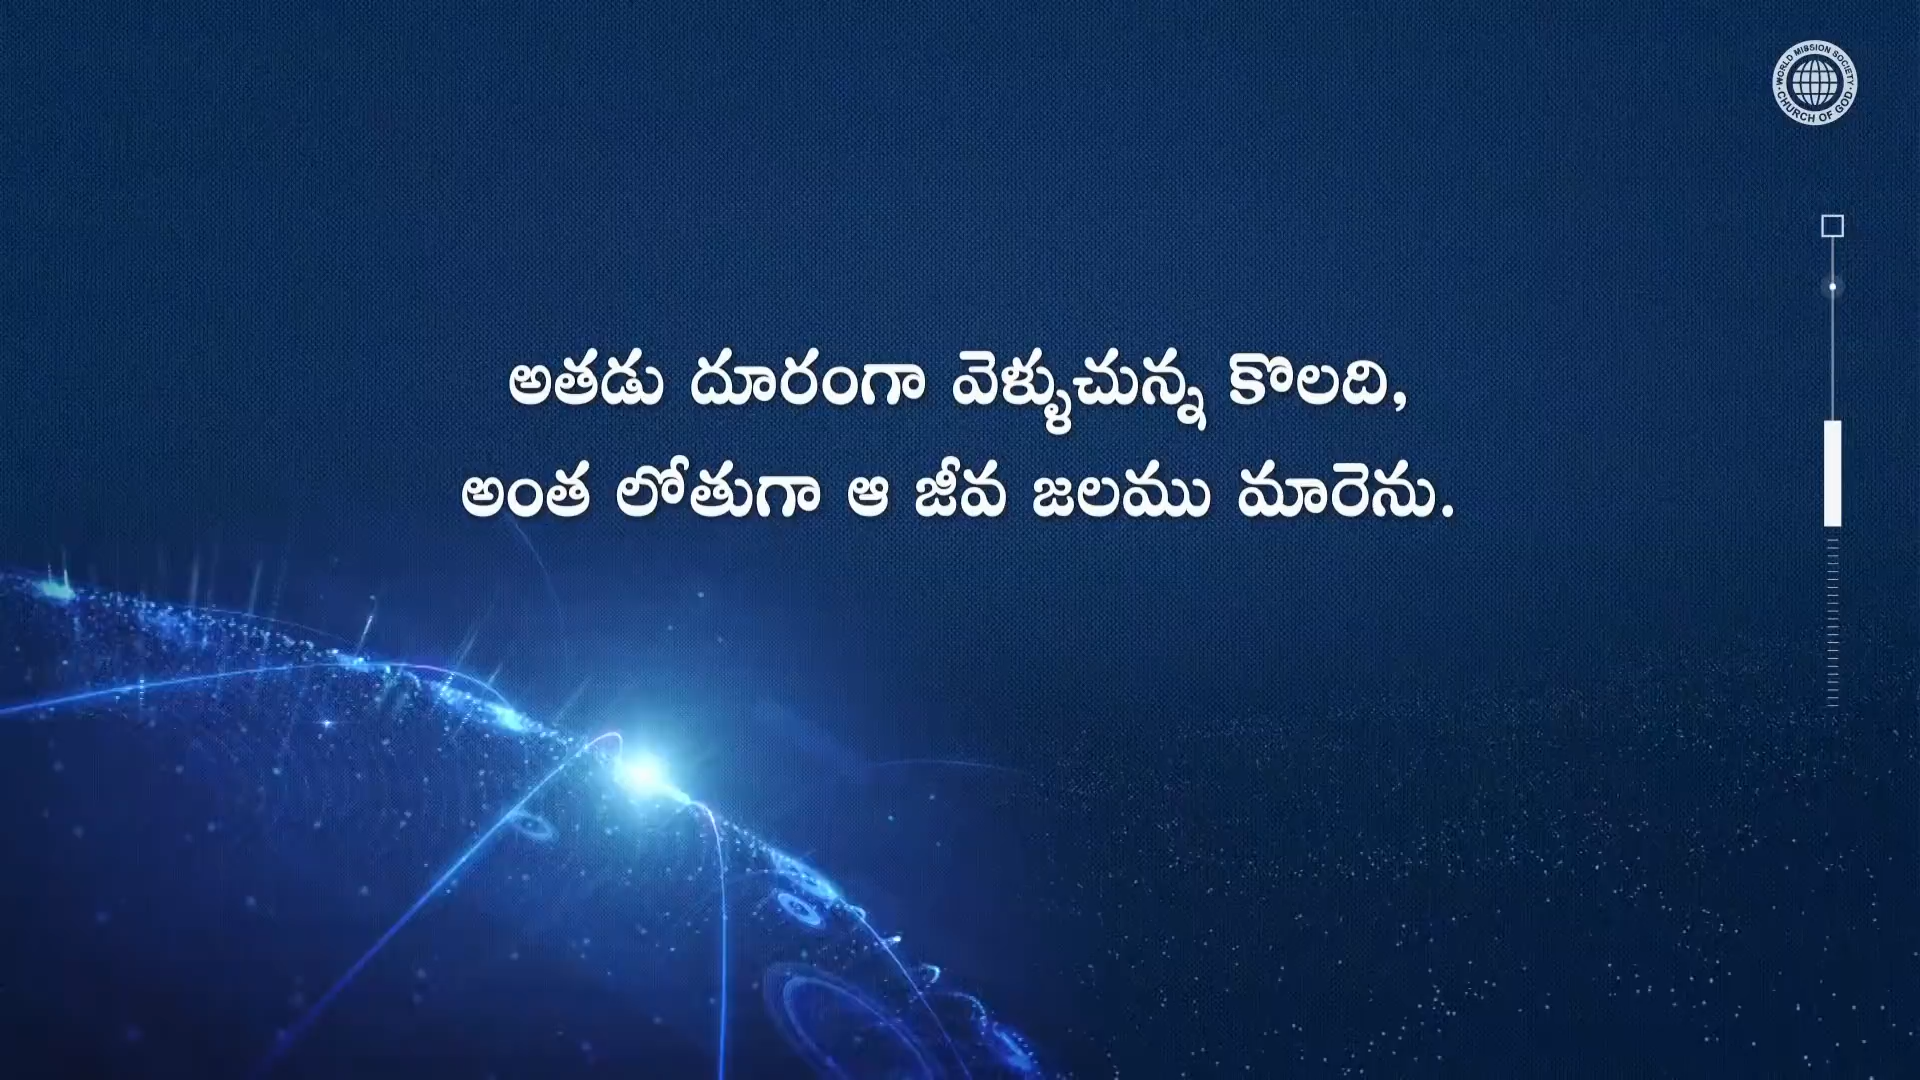 WORLD MISSION SOCIETY
CHURCH OF GOD
అతడు దూరంగా వెళ్ళుచున్న కొలది,
అంత లోతుగా ఆ జీవ జలము మారెను.